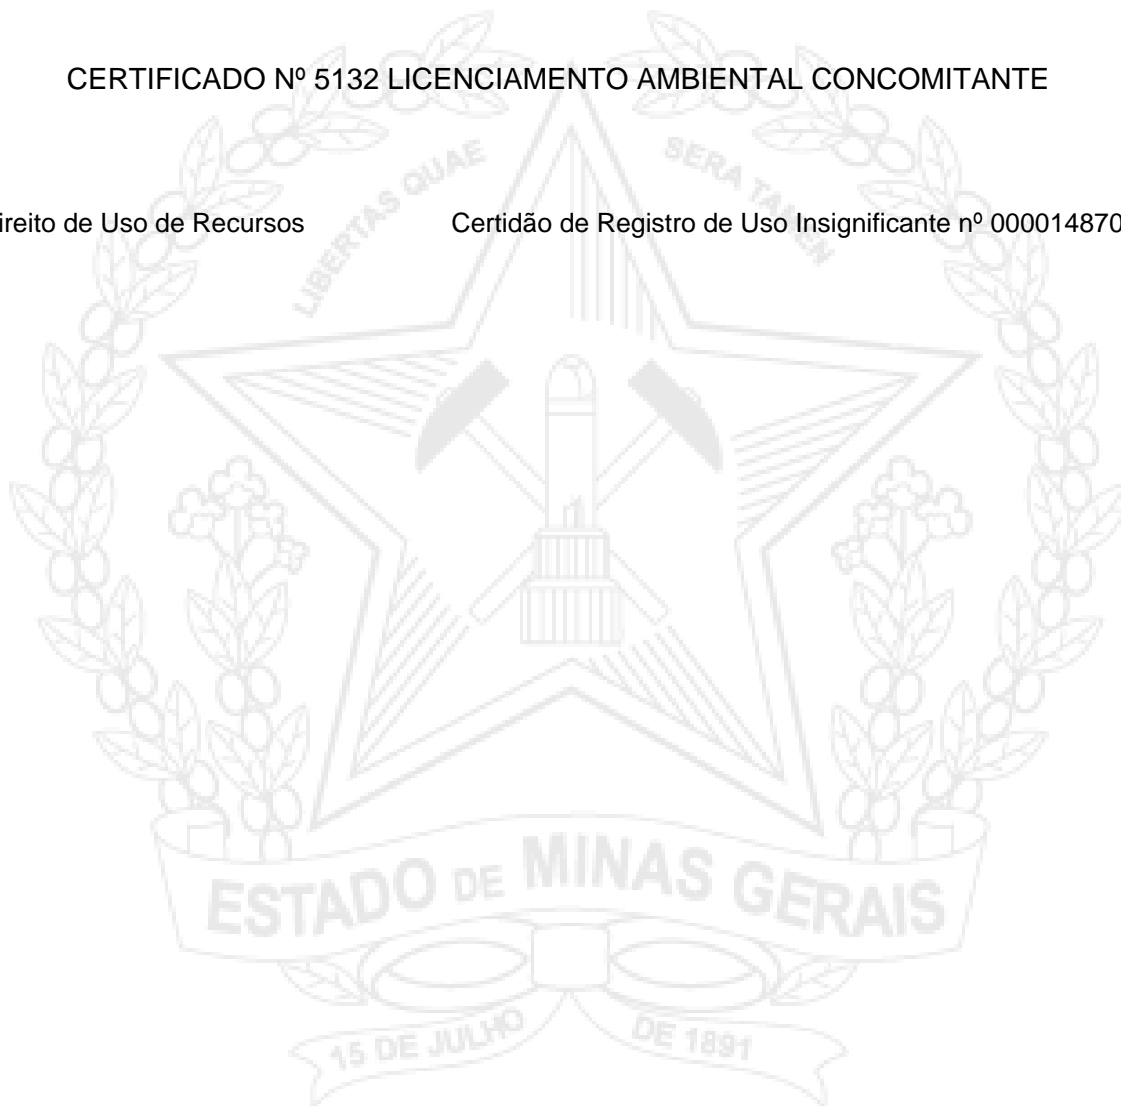 CERTIFICADO Nº 5132 LICENCIAMENTO AMBIENTAL CONCOMITANTE
LIBERTAS QUAE SERA TAMEN
ireito de Uso de Recursos Certidão de Registro de Uso Insignificante nº 000014870
ESTADO DE MINAS GERAIS
15 DE JULHO DE 1891